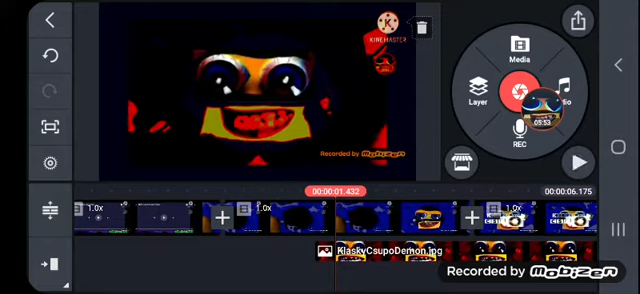 KINEMASTER
Recorded by mobizen
Media
Layer
Audio
05:53
REC
00:00:01.432
00:00:06.175
1.0x
1.0x
1.0x
KlaskyCsupoDemon.jpg
Recorded by mobizen